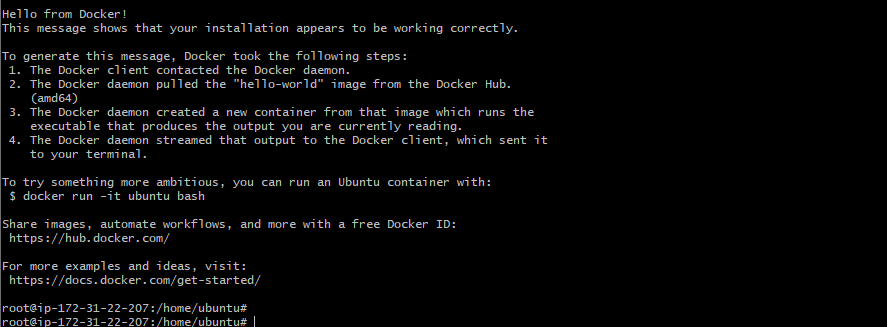 Hello from Docker!
This message shows that your installation appears to be working correctly.
To generate this message, Docker took the following steps:
1. The Docker client contacted the Docker daemon.
2. The Docker daemon pulled the "hello-world" image from the Docker Hub.
(amd64)
3. The Docker daemon created a new container from that image which runs the
executable that produces the output you are currently reading.
4. The Docker daemon streamed that output to the Docker client, which sent it
to your terminal.
To try something more ambitious, you can run an Ubuntu container with:
$ docker run -it ubuntu bash
Share images, automate workflows, and more with a free Docker ID:
https://hub.docker.com/
For more examples and ideas, visit:
https://docs.docker.com/get-started/
root@ip-172-31-22-207:/home/ubuntu#
root@ip-172-31-22-207:/home/ubuntu#